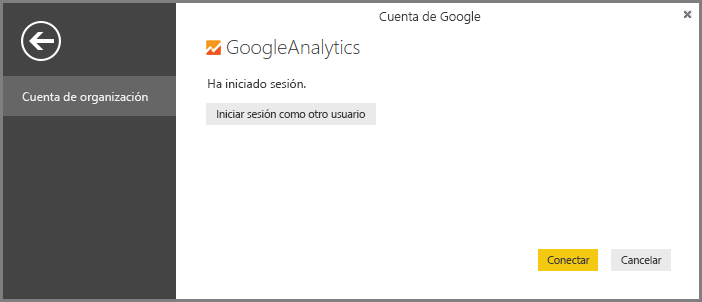 Cuenta de Google
GoogleAnalytics
Cuenta de organización
Ha iniciado sesión.
Iniciar sesión como otro usuario
Conectar
Cancelar